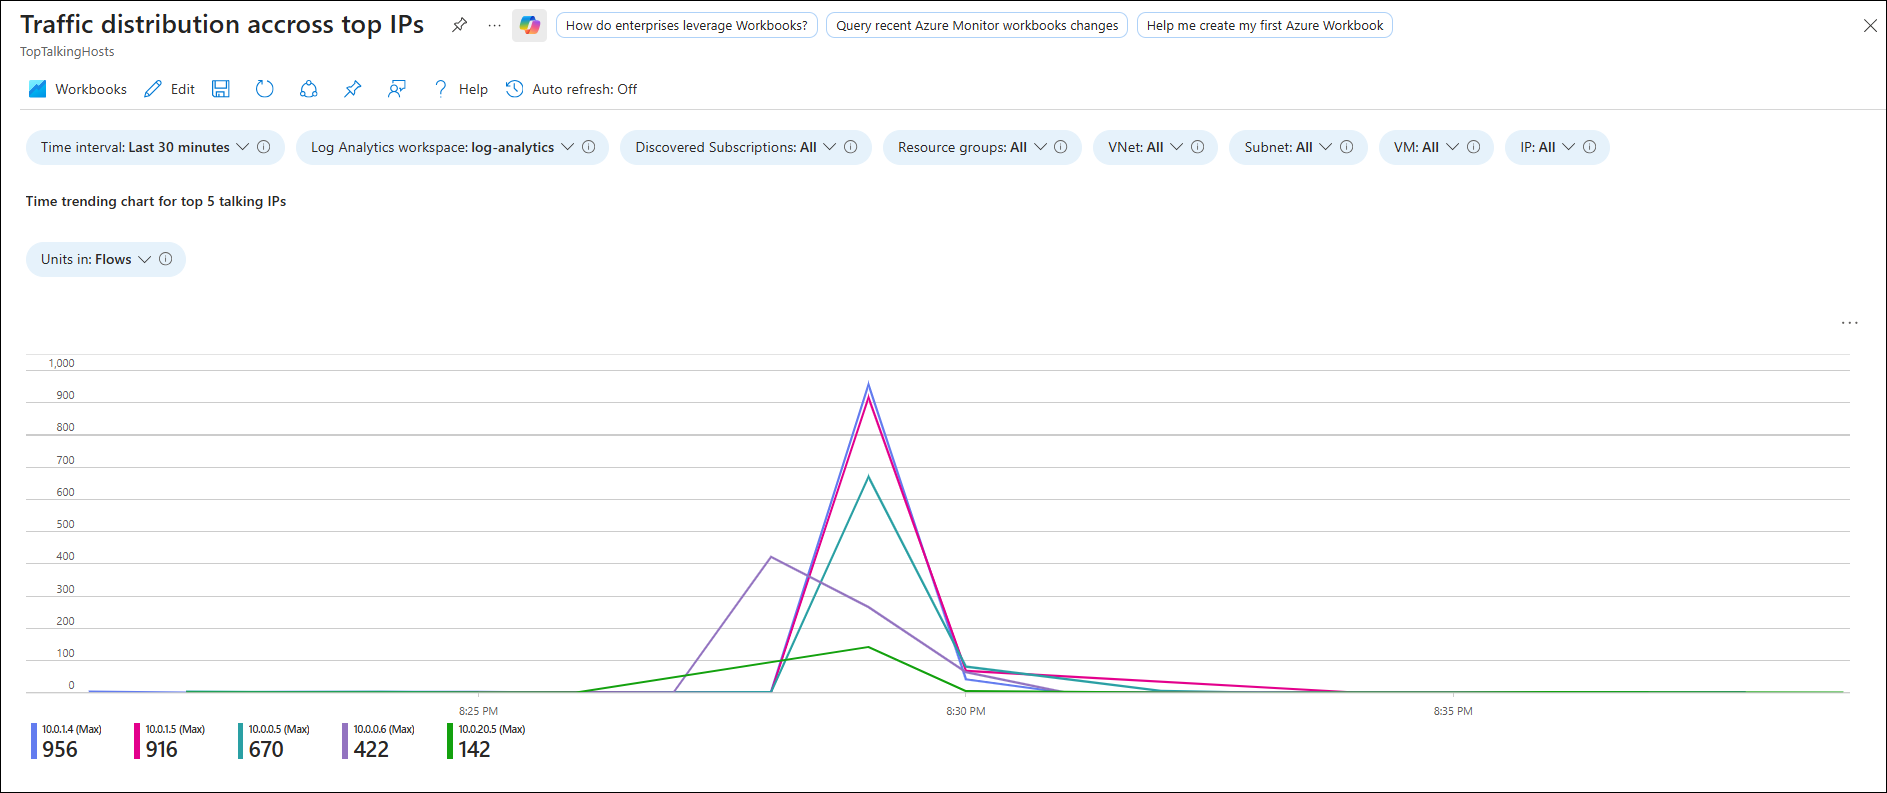 Traffic distribution accross top IPs
How do enterprises leverage Workbooks?
Query recent Azure Monitor workbooks changes
Help me create my first Azure Workbook
TopTalkingHosts
Workbooks
Edit
Help
Auto refresh: Off
Time interval: Last 30 minutes
Log Analytics workspace: log-analytics
Discovered Subscriptions: All
Resource groups: All
VNet: All
Subnet: All
VM: All
IP: All
Time trending chart for top 5 talking IPs
Units in: Flows
1,000
900
800
700
600
500
400
300
200
100
0
8:25 PM
8:30 PM
8:35 PM
10.0.1.4 (Max)
956
10.0.1.5 (Max)
916
10.0.0.5 (Max)
670
10.0.0.6 (Max)
422
10.0.20.5 (Max)
142